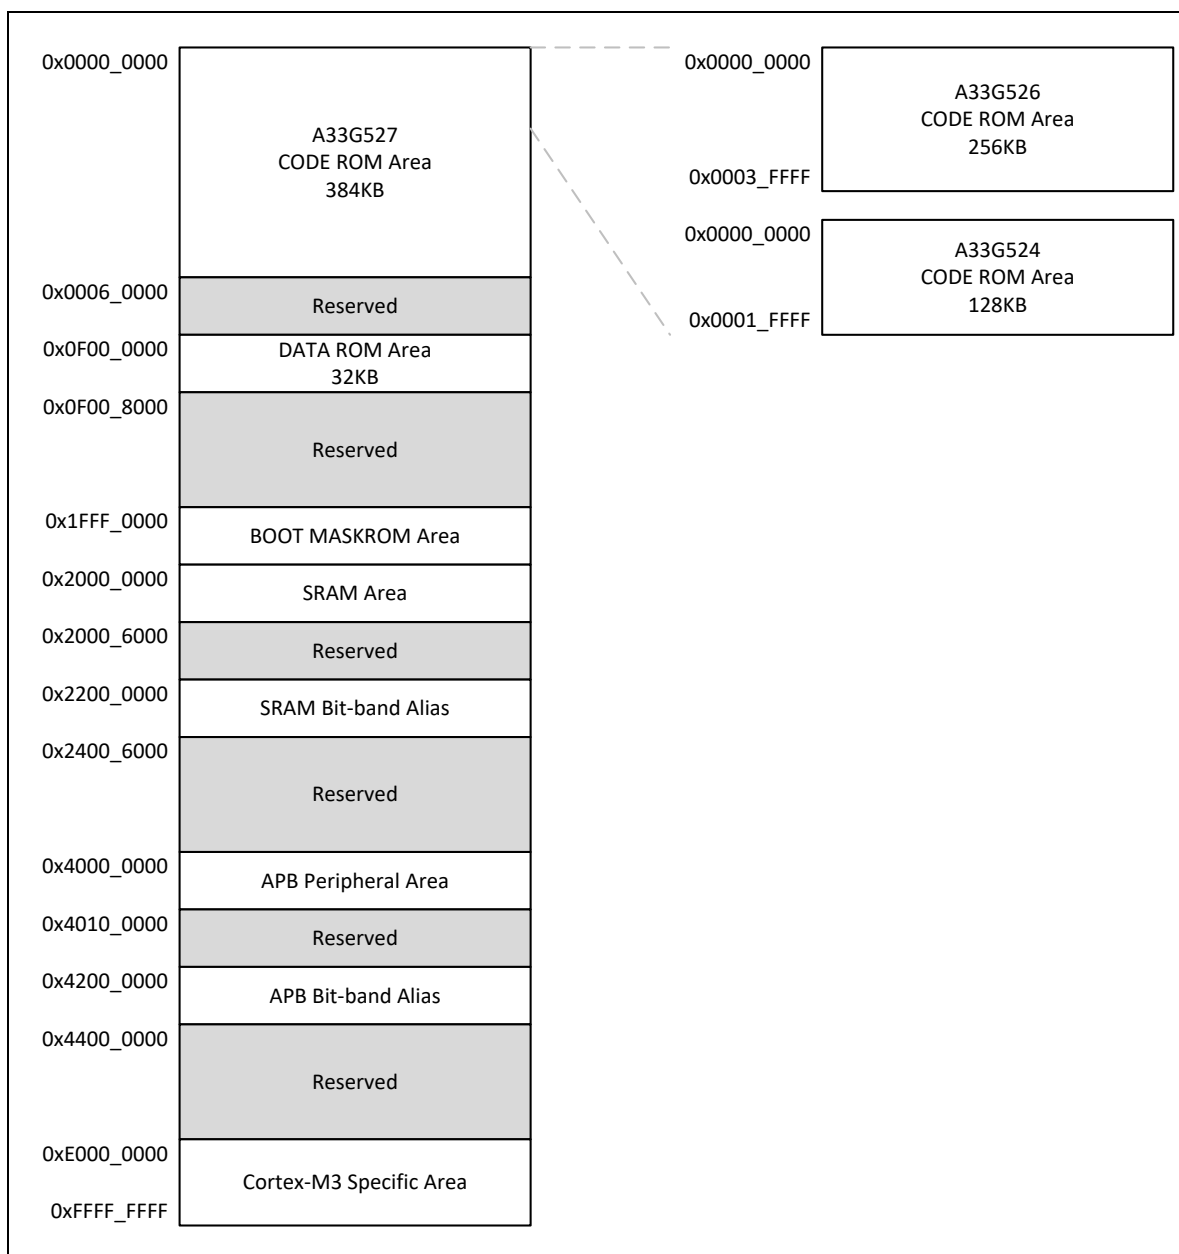 0x0000_0000
A33G527
CODE ROM Area
384KB
0x0006_0000
Reserved
0x0F00_0000
DATA ROM Area
32KB
0x0F00_8000
Reserved
0x1FFF_0000
BOOT MASKROM Area
0x2000_0000
SRAM Area
0x2000_6000
Reserved
0x2200_0000
SRAM Bit-band Alias
0x2400_6000
Reserved
0x4000_0000
APB Peripheral Area
0x4010_0000
Reserved
0x4200_0000
APB Bit-band Alias
0x4400_0000
Reserved
0xE000_0000
Cortex-M3 Specific Area
0xFFFF_FFFF
0x0000_0000
A33G526
CODE ROM Area
256KB
0x0003_FFFF
0x0000_0000
A33G524
CODE ROM Area
128KB
0x0001_FFFF